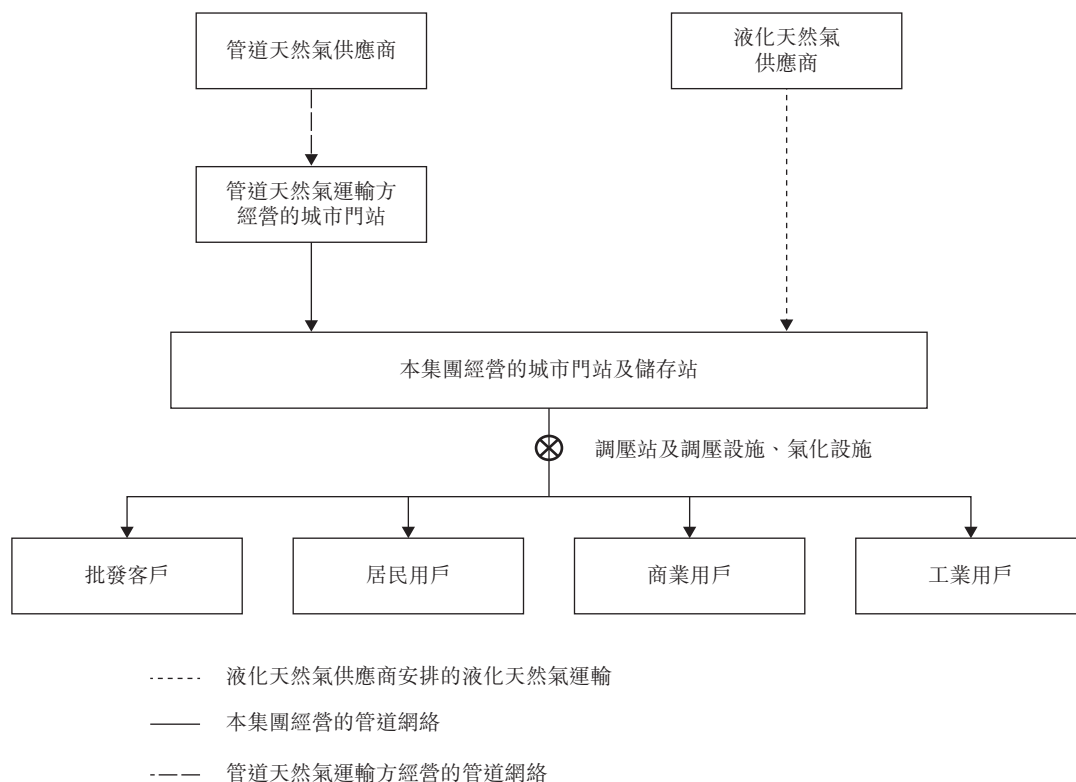 管道天然氣供應商
液化天然氣
供應商
管道天然氣運輸方
經營的城市門站
本集團經營的城市門站及儲存站
調壓站及調壓設施、氣化設施
批發客戶
居民用戶
商業用戶
工業用戶
液化天然氣供應商安排的液化天然氣運輸
本集團經營的管道網絡
管道天然氣運輸方經營的管道網絡